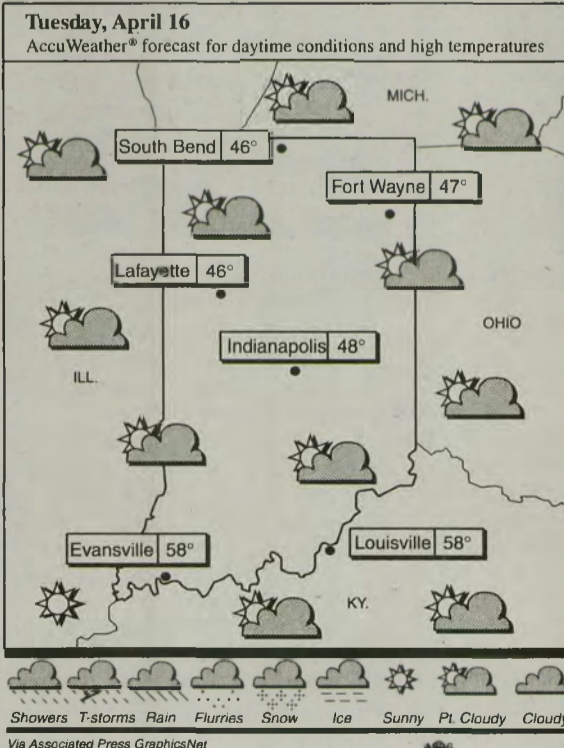 Tuesday, April 16
AccuWeather® forecast for daytime conditions and high temperatures
MICH.
South Bend 46°
Fort Wayne 47°
Lafayette 46°
OHIO
Indianapolis 48°
ILL.
Evansville 58°
Louisville 58°
KY.
Showers T-storms Rain Flurries Snow Ice Sunny Pt. Cloudy Cloudy
Via Associated Press GraphicsNet